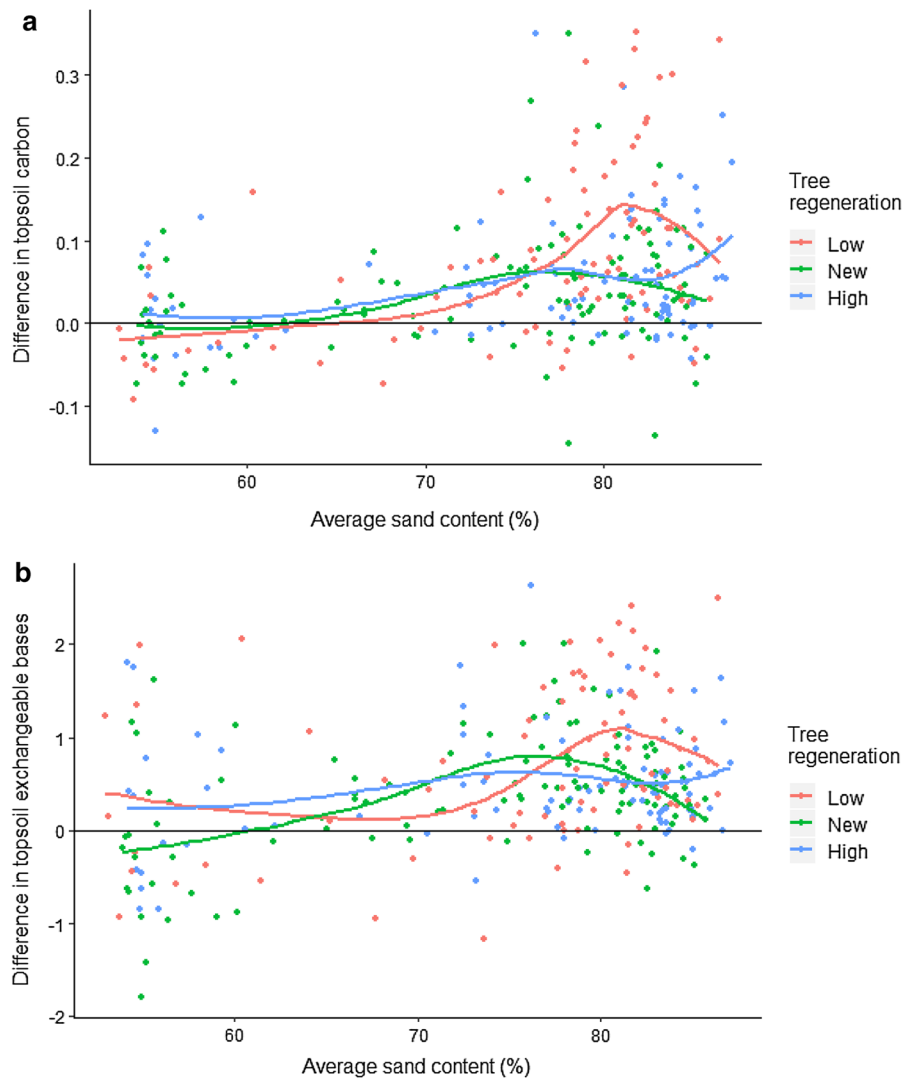 a
Difference in topsoil carbon
0.3
0.2
0.1
0.0
-0.1
60 70 80
Average sand content (%)
Tree
regeneration
Low
New
High
b
Difference in topsoil exchangeable bases
2
1
0
-1
-2
60 70 80
Average sand content (%)
Tree
regeneration
Low
New
High